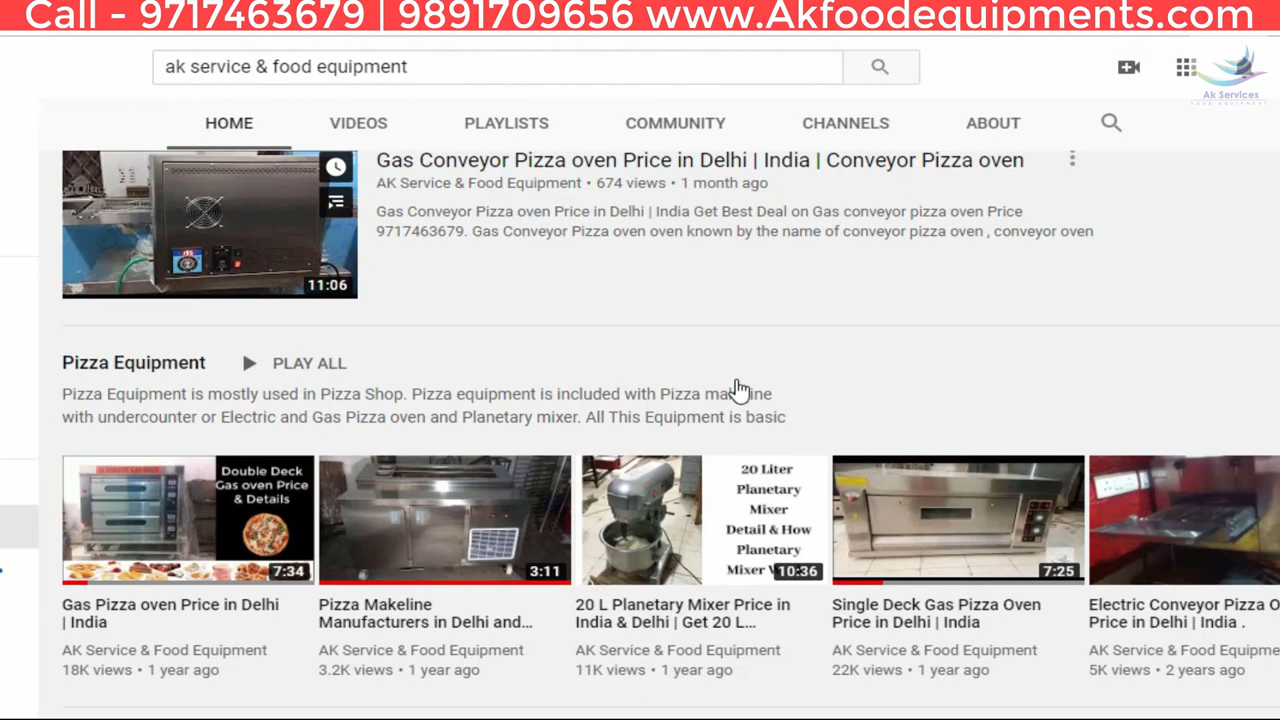 Call - 9717463679 | 9891709656 www.Akfoodequipments.com
ak service & food equipment
Ak Services
FOOD EQUIPMENT
HOME VIDEOS PLAYLISTS COMMUNITY CHANNELS ABOUT
Gas Conveyor Pizza oven Price in Delhi | India | Conveyor Pizza oven
AK Service & Food Equipment • 674 views • 1 month ago
Gas Conveyor Pizza oven Price in Delhi | India Get Best Deal on Gas conveyor pizza oven Price
9717463679. Gas Conveyor Pizza oven oven known by the name of conveyor pizza oven , conveyor oven
11:06
Pizza Equipment PLAY ALL
Pizza Equipment is mostly used in Pizza Shop. Pizza equipment is included with Pizza machine
with undercounter or Electric and Gas Pizza oven and Planetary mixer. All This Equipment is basic
Double Deck
Gas oven Price
& Details
7:34
3:11
20 Liter
Planetary
Mixer
Detail & How
Planetary
Mixer
10:36
7:25
Gas Pizza oven Price in Delhi
| India
AK Service & Food Equipment
18K views • 1 year ago
Pizza Makeline
Manufacturers in Delhi and...
AK Service & Food Equipment
3.2K views • 1 year ago
20 L Planetary Mixer Price in
India & Delhi | Get 20 L...
AK Service & Food Equipment
11K views • 1 year ago
Single Deck Gas Pizza Oven
Price in Delhi | India
AK Service & Food Equipment
22K views • 1 year ago
Electric Conveyor Pizza O
Price in Delhi | India .
AK Service & Food Equipme
5K views • 2 years ago